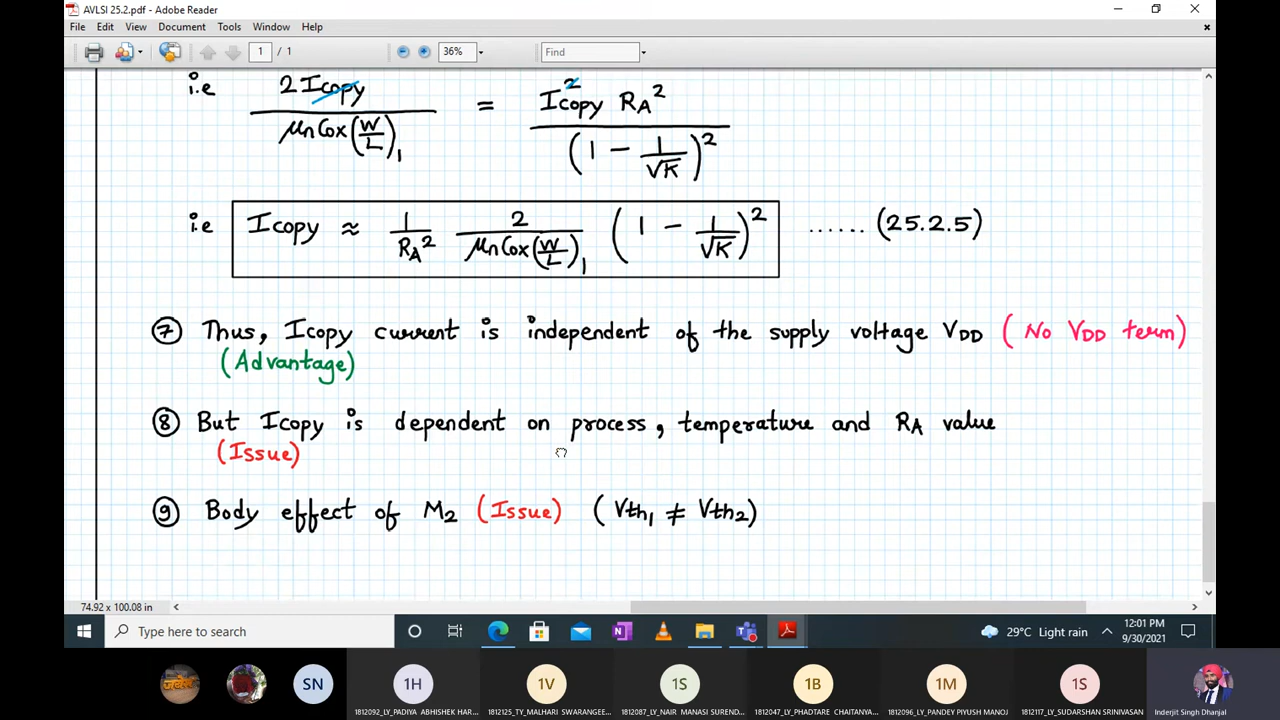 AVLSI 25.2.pdf - Adobe Reader
File Edit View Document Tools Window Help
1 / 1 36% Find
i.e 2 Icopy / μnCox(W/L)1 = Icopy² RA² / (1 - 1/√K)²
i.e Icopy ≈ 1/RA² 2/μnCox(W/L)1 (1 - 1/√K)² ...... (25.2.5)
⑦ Thus, Icopy current is independent of the supply voltage VDD (No VDD term)
(Advantage)
⑧ But Icopy is dependent on process, temperature and RA value
(Issue)
⑨ Body effect of M2 (Issue) (Vth1 ≠ Vth2)
74.92 x 100.08 in
Type here to search
29°C Light rain
12:01 PM
9/30/2021
SN 1H 1V 1S 1B 1M 1S
1812092_LY_PADIYA ABHISHEK HAR... 1812125_TY_MALHARI SWARANGEE... 1812087_LY_NAIR MANASI SUREND... 1812047_LY_PHADTARE CHAITANYA... 1812096_LY_PANDEY PIYUSH MANOJ 1812117_LY_SUDARSHAN SRINIVASAN Inderjit Singh Dhanjal